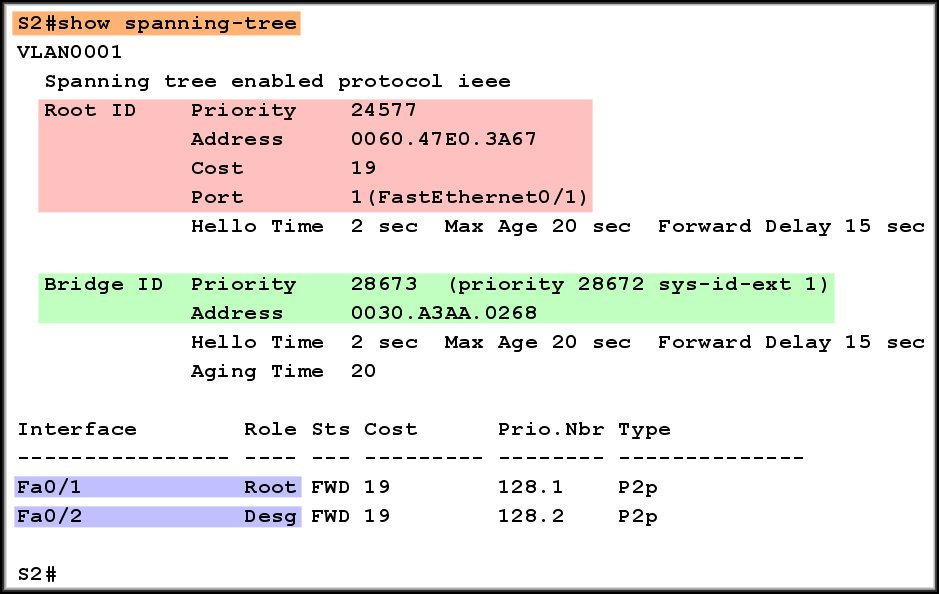 S2#show spanning-tree
VLAN0001
  Spanning tree enabled protocol ieee
  Root ID    Priority    24577
             Address     0060.47E0.3A67
             Cost        19
             Port        1(FastEthernet0/1)
             Hello Time  2 sec  Max Age 20 sec  Forward Delay 15 sec

  Bridge ID  Priority    28673  (priority 28672 sys-id-ext 1)
             Address     0030.A3AA.0268
             Hello Time  2 sec  Max Age 20 sec  Forward Delay 15 sec
             Aging Time  20

Interface        Role Sts Cost      Prio.Nbr Type
---------------- ---- --- --------- -------- --------------
Fa0/1            Root FWD 19        128.1    P2p
Fa0/2            Desg FWD 19        128.2    P2p

S2#